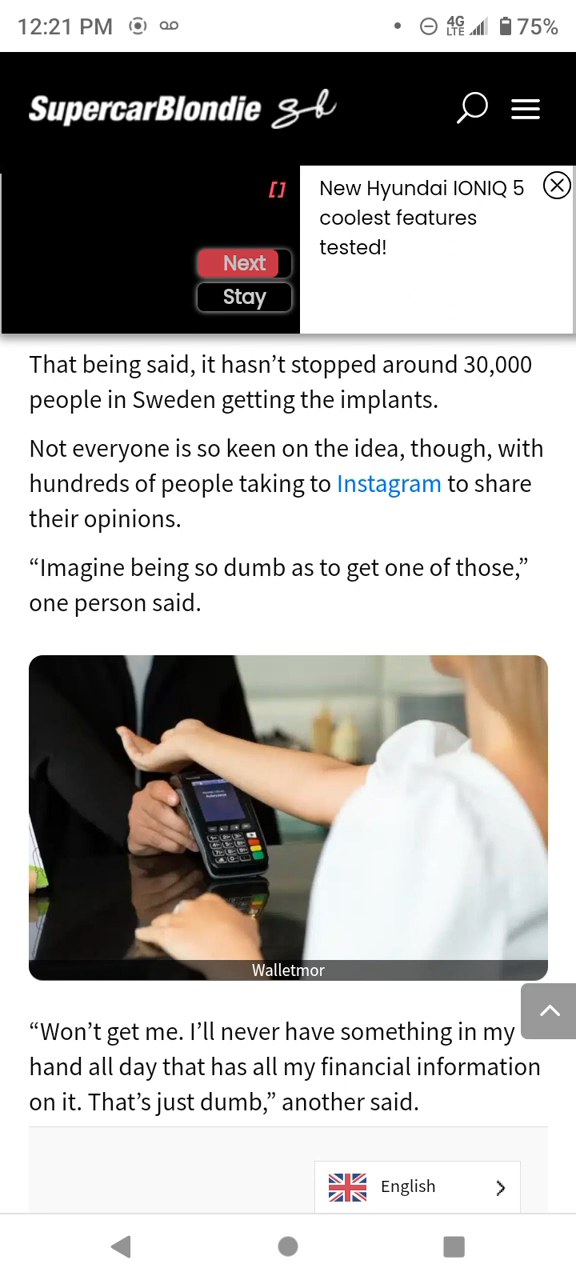 12:21 PM 4G LTE 75%
SupercarBlondie sb
[]
New Hyundai IONIQ 5
coolest features
tested!
Next
Stay
That being said, it hasn’t stopped around 30,000
people in Sweden getting the implants.
Not everyone is so keen on the idea, though, with
hundreds of people taking to Instagram to share
their opinions.
“Imagine being so dumb as to get one of those,”
one person said.
Walletmor
“Won’t get me. I’ll never have something in my
hand all day that has all my financial information
on it. That’s just dumb,” another said.
English